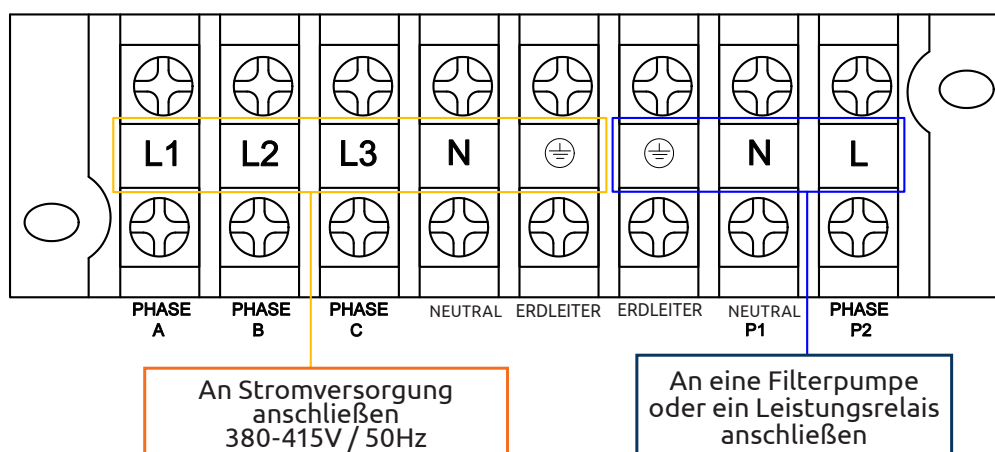 L1 L2 L3 N ⏚ ⏚ N L
PHASE A PHASE B PHASE C NEUTRAL ERDLEITER ERDLEITER NEUTRAL P1 PHASE P2
An Stromversorgung
anschließen
380-415V / 50Hz
An eine Filterpumpe
oder ein Leistungsrelais
anschließen